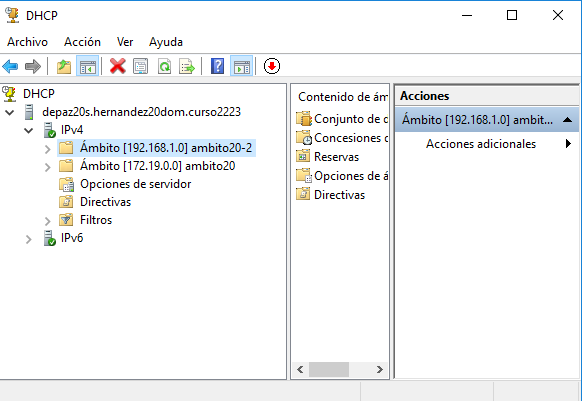 DHCP
Archivo Acción Ver Ayuda
DHCP
depaz20s.hernandez20dom.curso2223
IPv4
Ámbito [192.168.1.0] ambito20-2
Ámbito [172.19.0.0] ambito20
Opciones de servidor
Directivas
Filtros
IPv6
Contenido de ám
Conjunto de d
Concesiones d
Reservas
Opciones de á
Directivas
Acciones
Ámbito [192.168.1.0] ambit...
Acciones adicionales